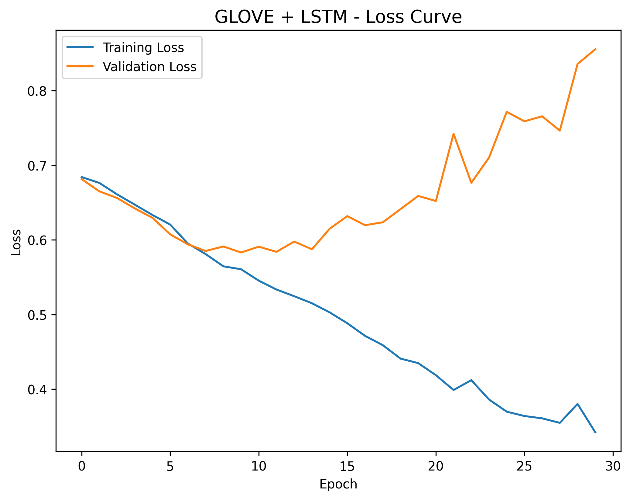 GLOVE + LSTM - Loss Curve
Training Loss
Validation Loss
Loss
0.8
0.7
0.6
0.5
0.4
0 5 10 15 20 25 30
Epoch